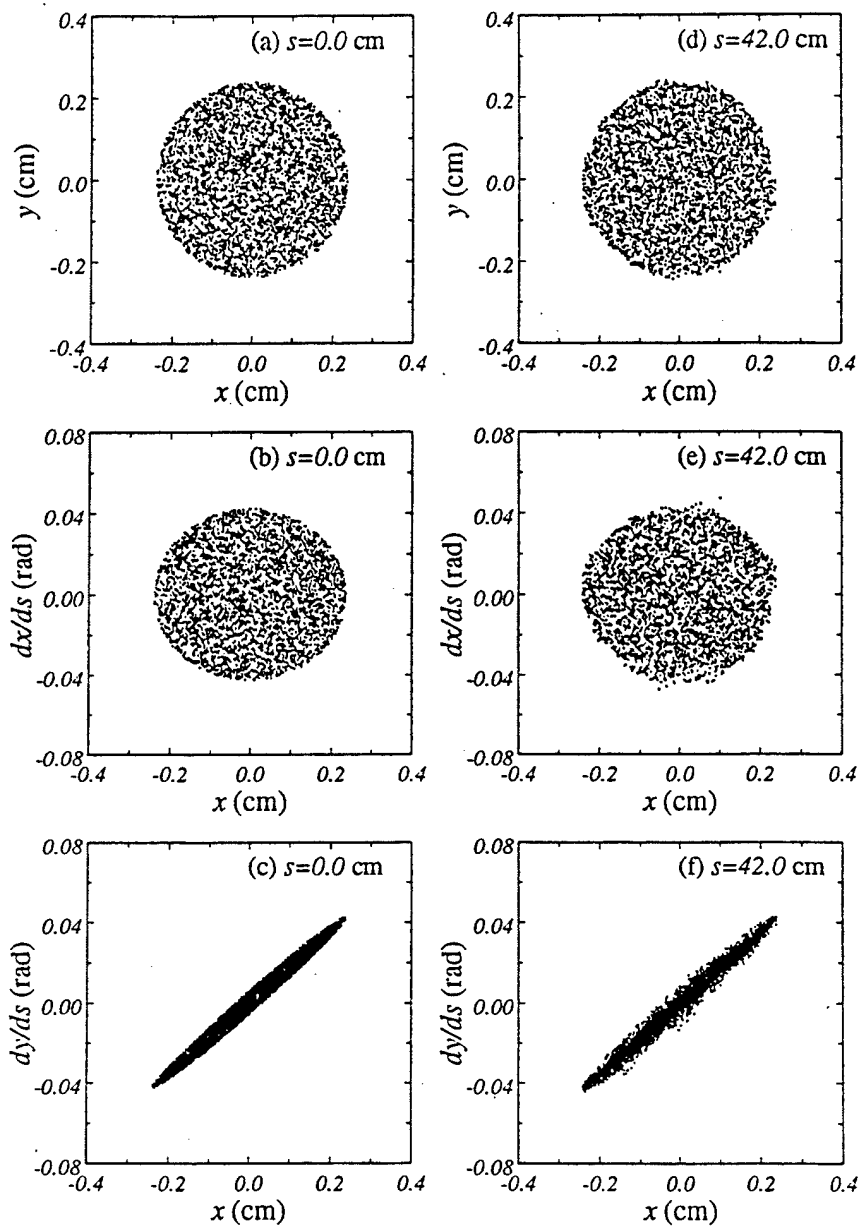 0.4
(a) s=0.0 cm
0.2
y (cm)
0.0
-0.2
-0.4
-0.4 -0.2 0.0 0.2 0.4
x (cm)
0.4
(d) s=42.0 cm
0.2
y (cm)
0.0
-0.2
-0.4
-0.4 -0.2 0.0 0.2 0.4
x (cm)
0.08
(b) s=0.0 cm
0.04
dx/ds (rad)
0.00
-0.04
-0.08
-0.4 -0.2 0.0 0.2 0.4
x (cm)
0.08
(e) s=42.0 cm
0.04
dx/ds (rad)
0.00
-0.04
-0.08
-0.4 -0.2 0.0 0.2 0.4
x (cm)
0.08
(c) s=0.0 cm
0.04
dy/ds (rad)
0.00
-0.04
-0.08
-0.4 -0.2 0.0 0.2 0.4
x (cm)
0.08
(f) s=42.0 cm
0.04
dy/ds (rad)
0.00
-0.04
-0.08
-0.4 -0.2 0.0 0.2 0.4
x (cm)